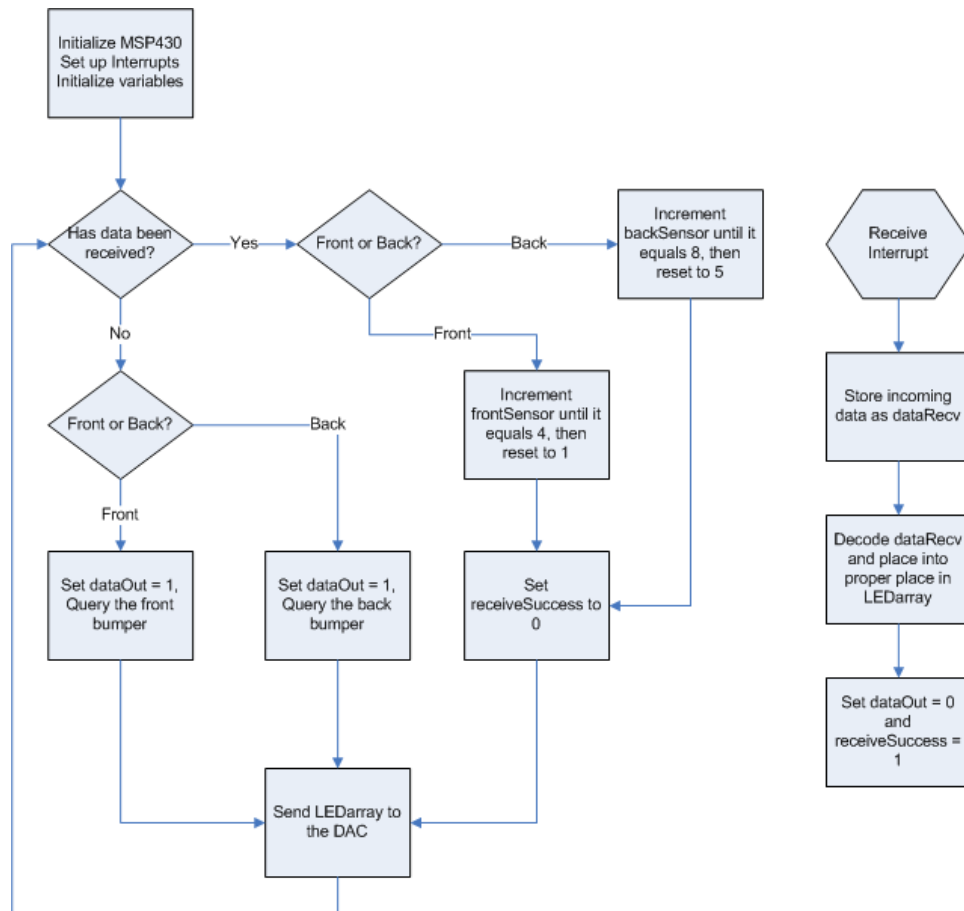 Initialize MSP430
Set up Interrupts
Initialize variables
Has data been
received?
Yes
Front or Back?
Back
Increment
backSensor until it
equals 8, then
reset to 5
Receive
Interrupt
No
Front
Front or Back?
Back
Increment
frontSensor until it
equals 4, then
reset to 1
Store incoming
data as dataRecv
Front
Set dataOut = 1,
Query the front
bumper
Set dataOut = 1,
Query the back
bumper
Set
receiveSuccess to
0
Decode dataRecv
and place into
proper place in
LEDarray
Set dataOut = 0
and
receiveSuccess =
1
Send LEDarray to
the DAC